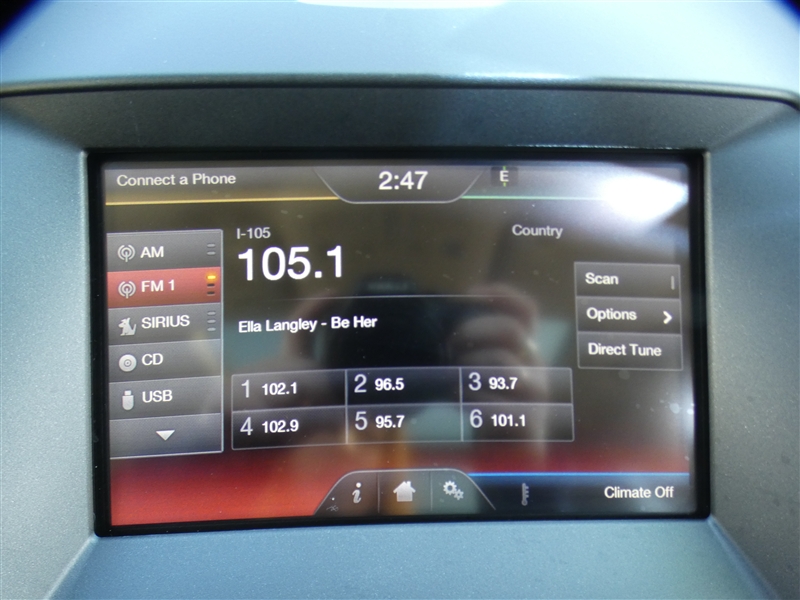 Connect a Phone
2:47
E
I-105
Country
105.1
AM
FM 1
SIRIUS
CD
USB
Ella Langley - Be Her
Scan
Options
Direct Tune
1 102.1
2 96.5
3 93.7
4 102.9
5 95.7
6 101.1
i
Climate Off